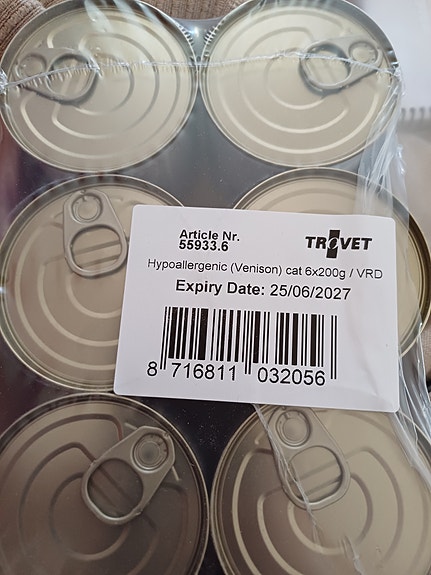 Article Nr.
55933.6
TROVET
Hypoallergenic (Venison) cat 6x200g / VRD
Expiry Date: 25/06/2027
8 716811 032056